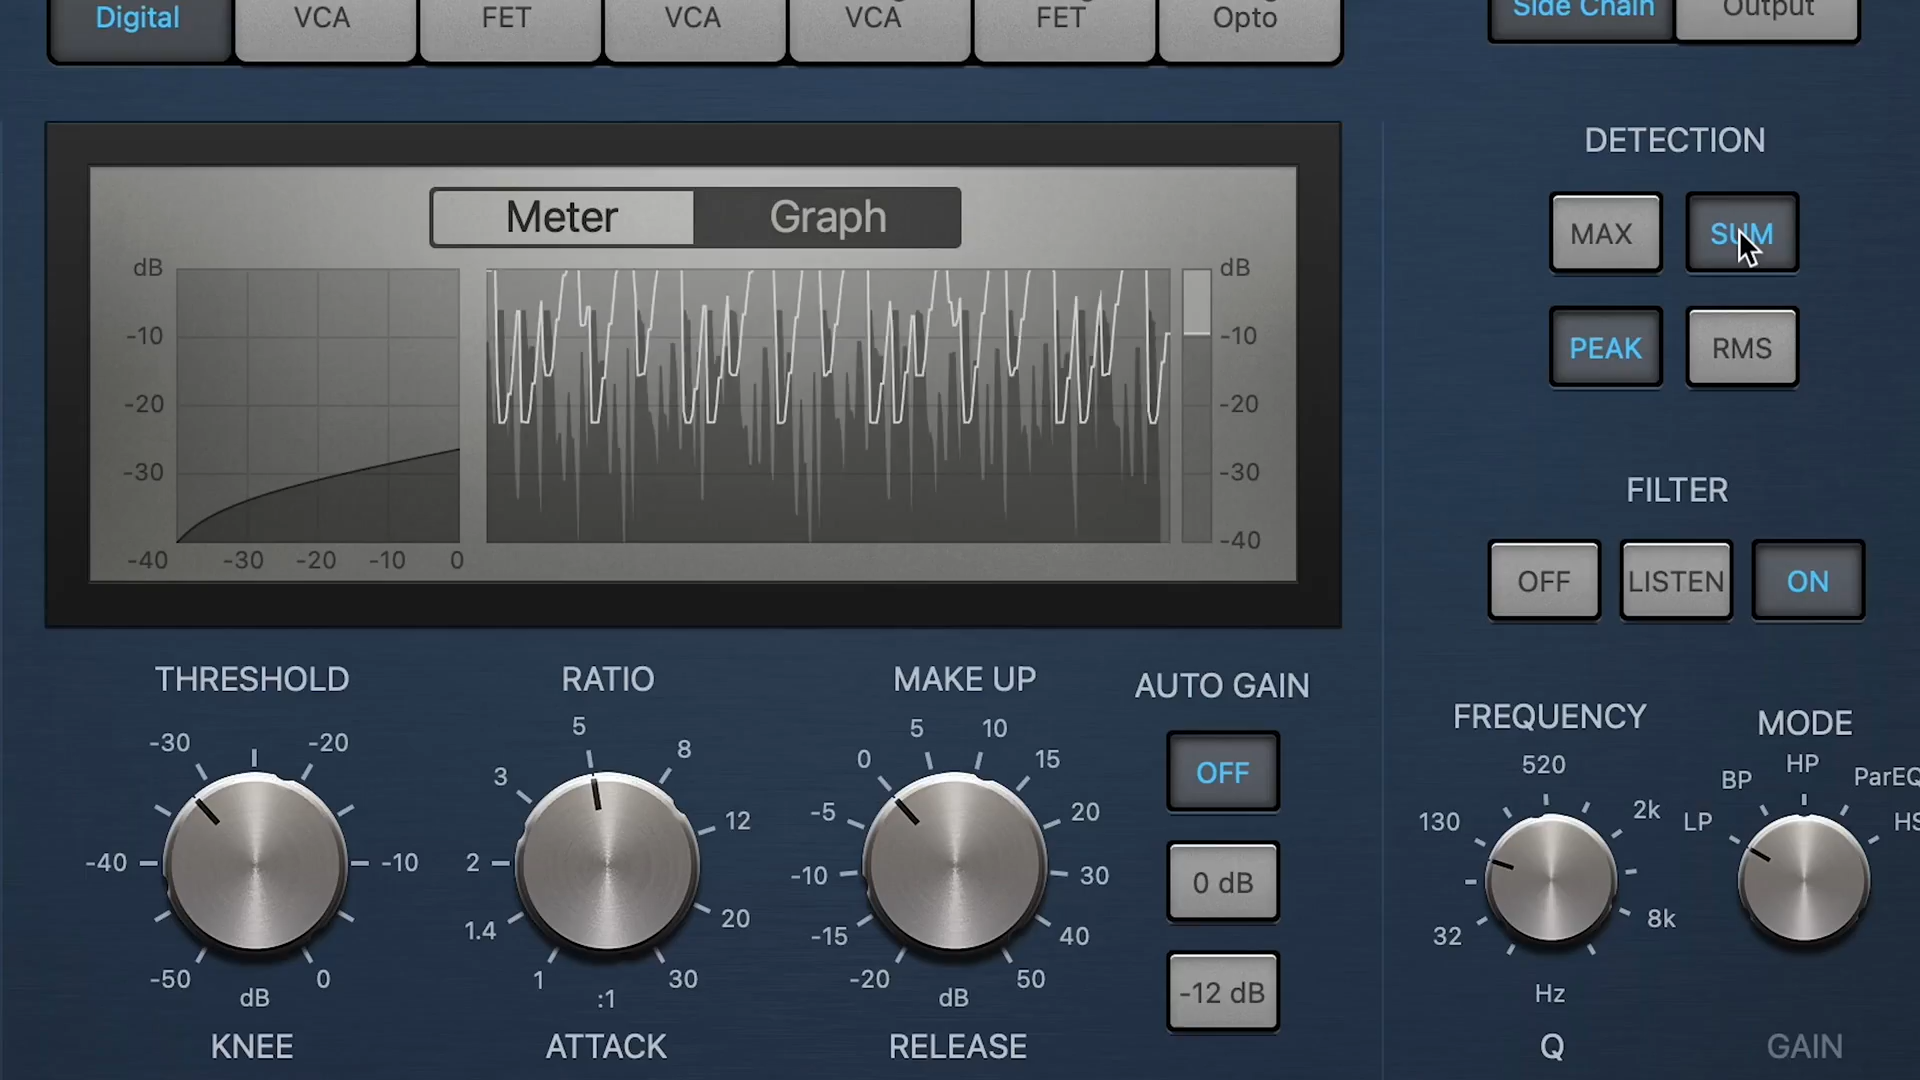 Digital
VCA
FET
VCA
VCA
FET
Opto
Side Chain
Output
DETECTION
MAX
SUM
PEAK
RMS
Meter
Graph
dB
-10
-20
-30
-40
-30
-20
-10
0
dB
-10
-20
-30
-40
FILTER
OFF
LISTEN
ON
THRESHOLD
-30
-20
-40
-10
-50
0
dB
RATIO
5
3
8
2
12
1.4
20
1
30
:1
MAKE UP
5
10
0
15
-5
20
-10
30
-15
40
-20
50
dB
AUTO GAIN
OFF
0 dB
-12 dB
FREQUENCY
520
130
2k
32
8k
Hz
MODE
HP
BP
ParEQ
LP
HS
KNEE
ATTACK
RELEASE
Q
GAIN